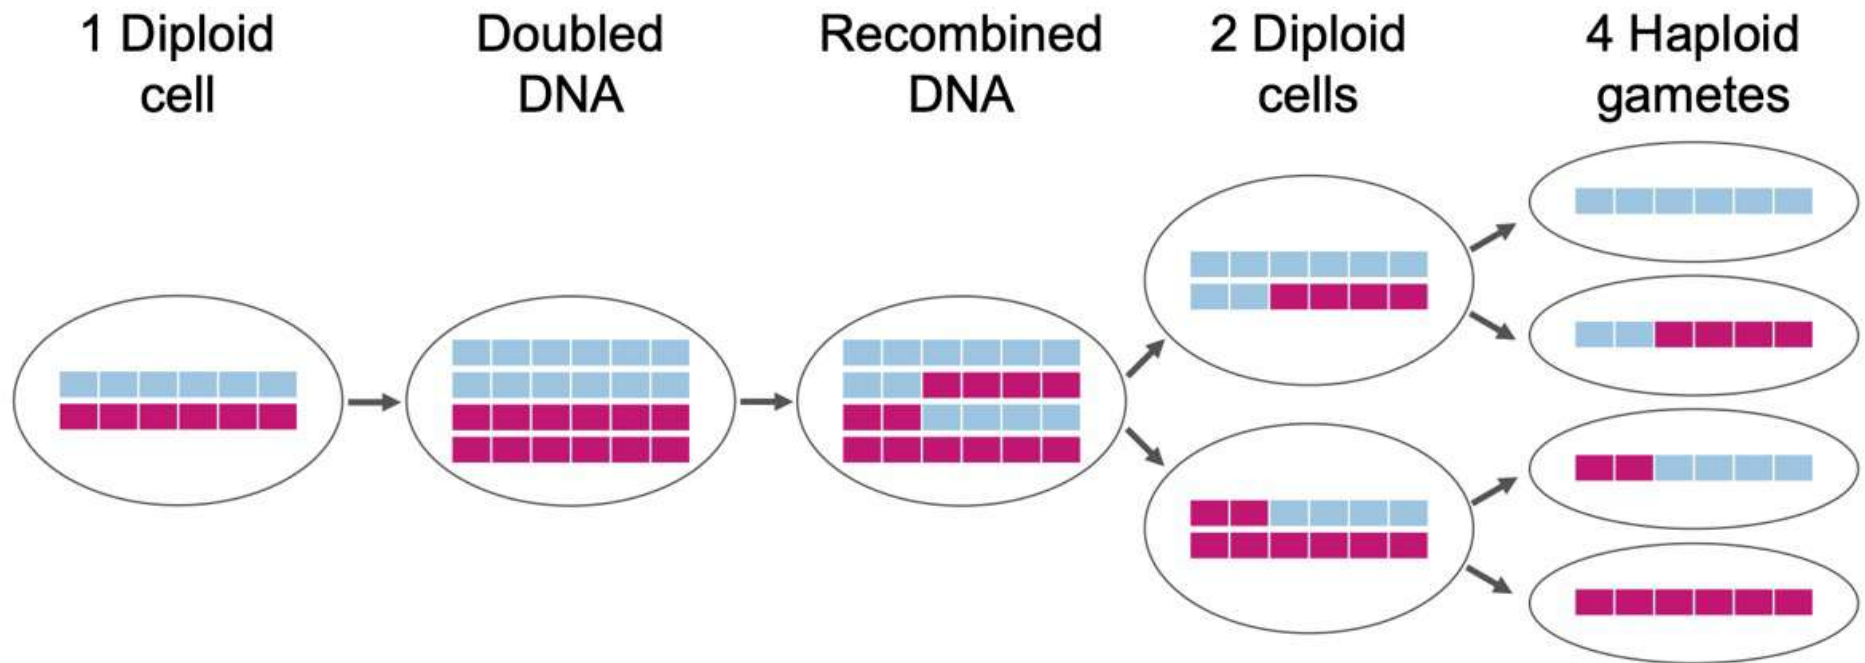 1 Diploid
cell
Doubled
DNA
Recombined
DNA
2 Diploid
cells
4 Haploid
gametes